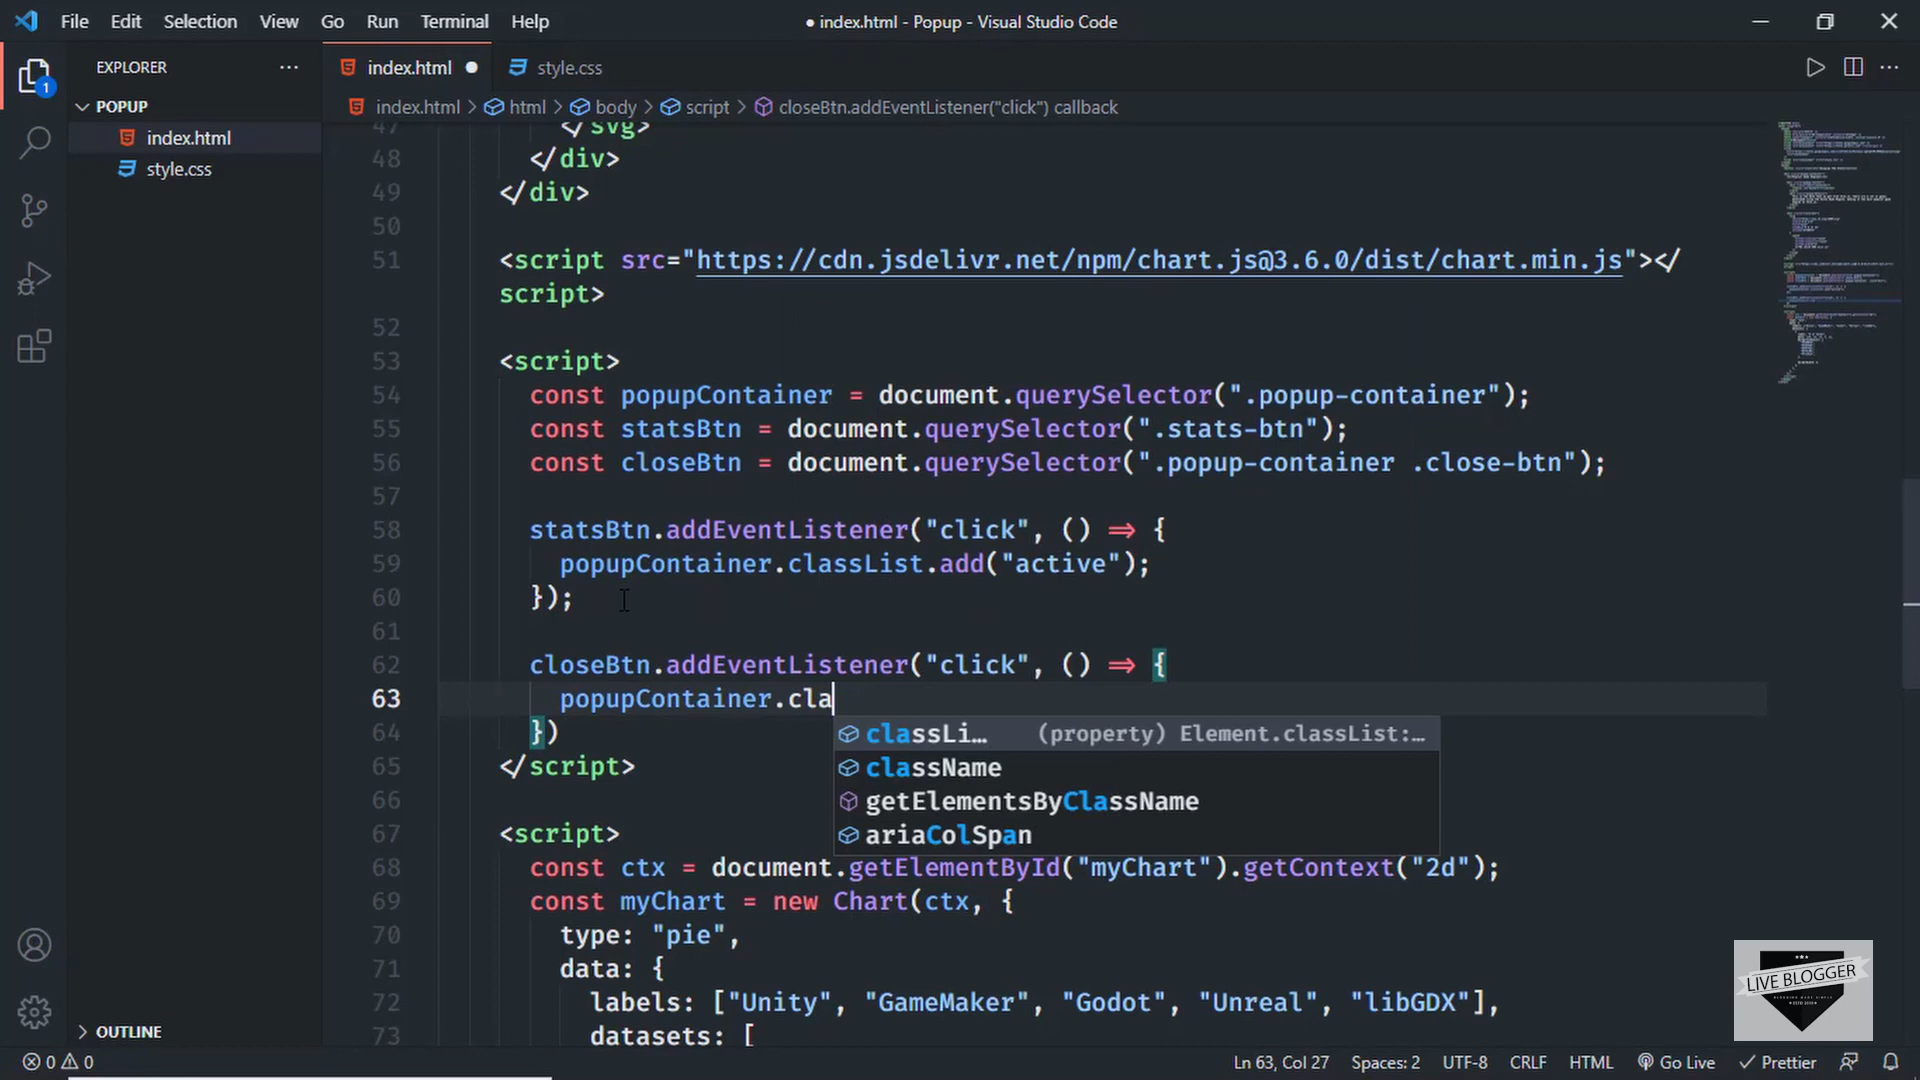 File Edit Selection View Go Run Terminal Help
● index.html - Popup - Visual Studio Code
EXPLORER
index.html
style.css
POPUP
index.html
style.css
index.html > html > body > script > closeBtn.addEventListener("click") callback
47 </svg>
48 </div>
49 </div>
50
51 <script src="https://cdn.jsdelivr.net/npm/chart.js@3.6.0/dist/chart.min.js"></
script>
52
53 <script>
54 const popupContainer = document.querySelector(".popup-container");
55 const statsBtn = document.querySelector(".stats-btn");
56 const closeBtn = document.querySelector(".popup-container .close-btn");
57
58 statsBtn.addEventListener("click", () => {
59 popupContainer.classList.add("active");
60 });
61
62 closeBtn.addEventListener("click", () => {
63 popupContainer.cla
64 })
classLi… (property) Element.classList:…
className
getElementsByClassName
ariaColSpan
65 </script>
66
67 <script>
68 const ctx = document.getElementById("myChart").getContext("2d");
69 const myChart = new Chart(ctx, {
70 type: "pie",
71 data: {
72 labels: ["Unity", "GameMaker", "Godot", "Unreal", "libGDX"],
73 datasets: [
OUTLINE
1
LIVE BLOGGER
0 0
Ln 63, Col 27 Spaces: 2 UTF-8 CRLF HTML Go Live Prettier